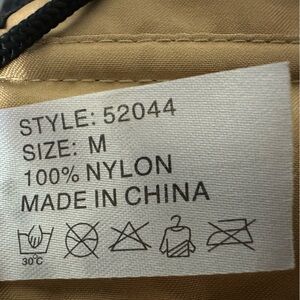 STYLE: 52044
SIZE: M
100% NYLON
MADE IN CHINA
30°C